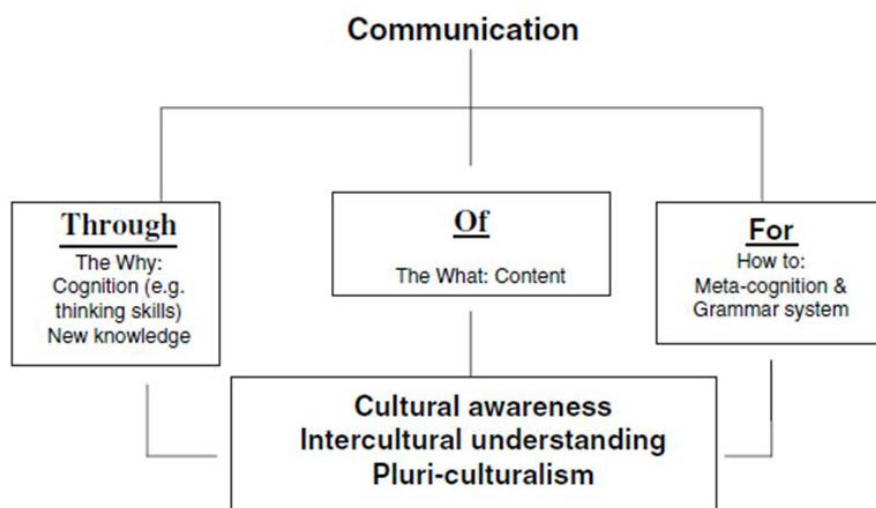 Communication
Through
The Why:
Cognition (e.g.
thinking skills)
New knowledge
Of
The What: Content
For
How to:
Meta-cognition &
Grammar system
Cultural awareness
Intercultural understanding
Pluri-culturalism